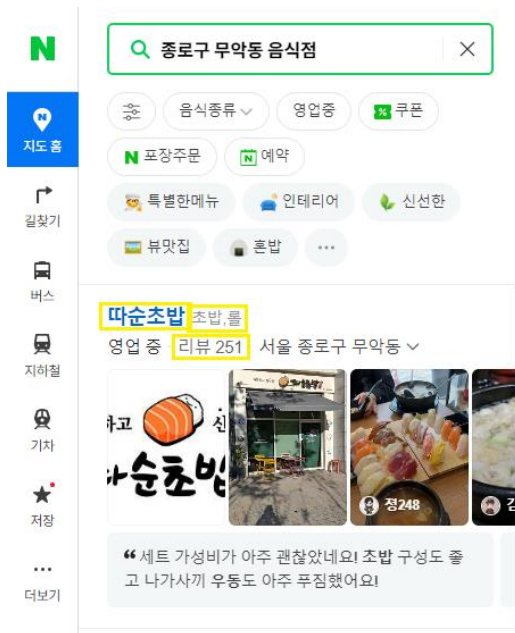 N
종로구 무악동 음식점
지도 홈
길찾기
버스
지하철
기차
저장
더보기
음식종류
영업중
쿠폰
N 포장주문
N 예약
특별한메뉴
인테리어
신선한
뷰맛집
혼밥
따순초밥 초밥,롤
영업 중 리뷰 251 서울 종로구 무악동
정248
“ 세트 가성비가 아주 괜찮았네요! 초밥 구성도 좋
고 나가사끼 우동도 아주 푸짐했어요!